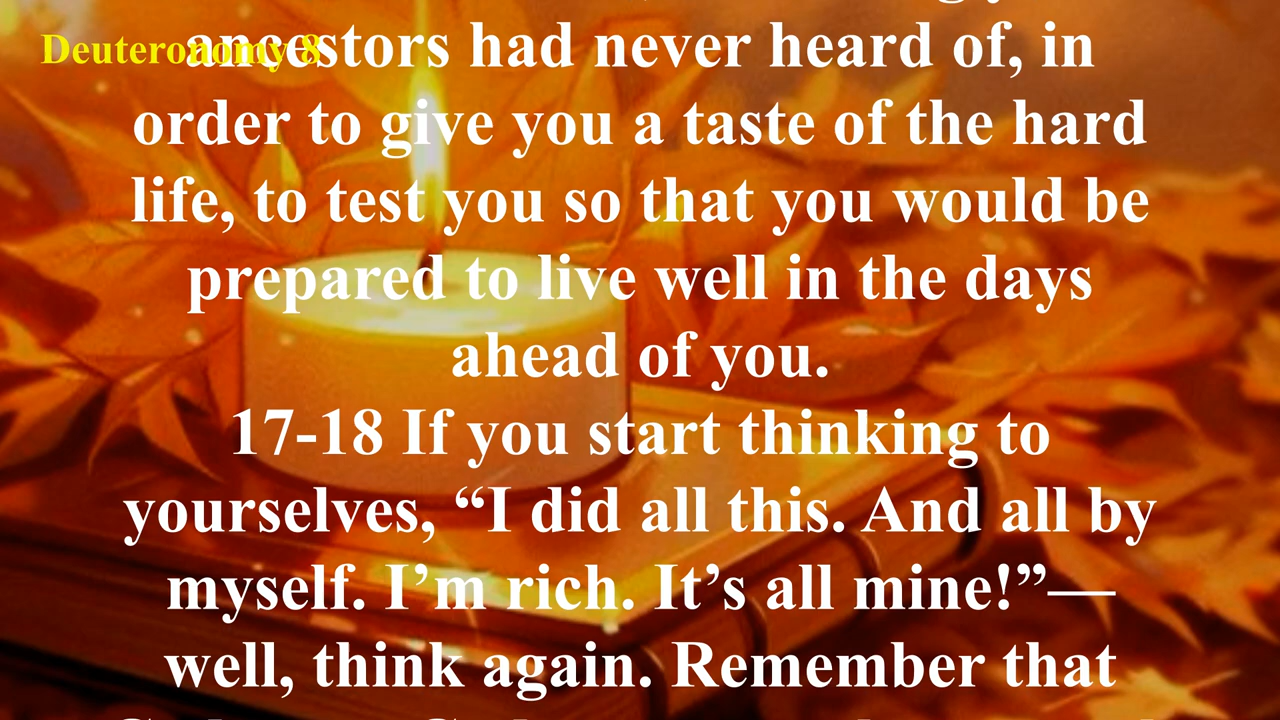 Deuteronomy 8
ancestors had never heard of, in
order to give you a taste of the hard
life, to test you so that you would be
prepared to live well in the days
ahead of you.
17-18 If you start thinking to
yourselves, “I did all this. And all by
myself. I’m rich. It’s all mine!”—
well, think again. Remember that